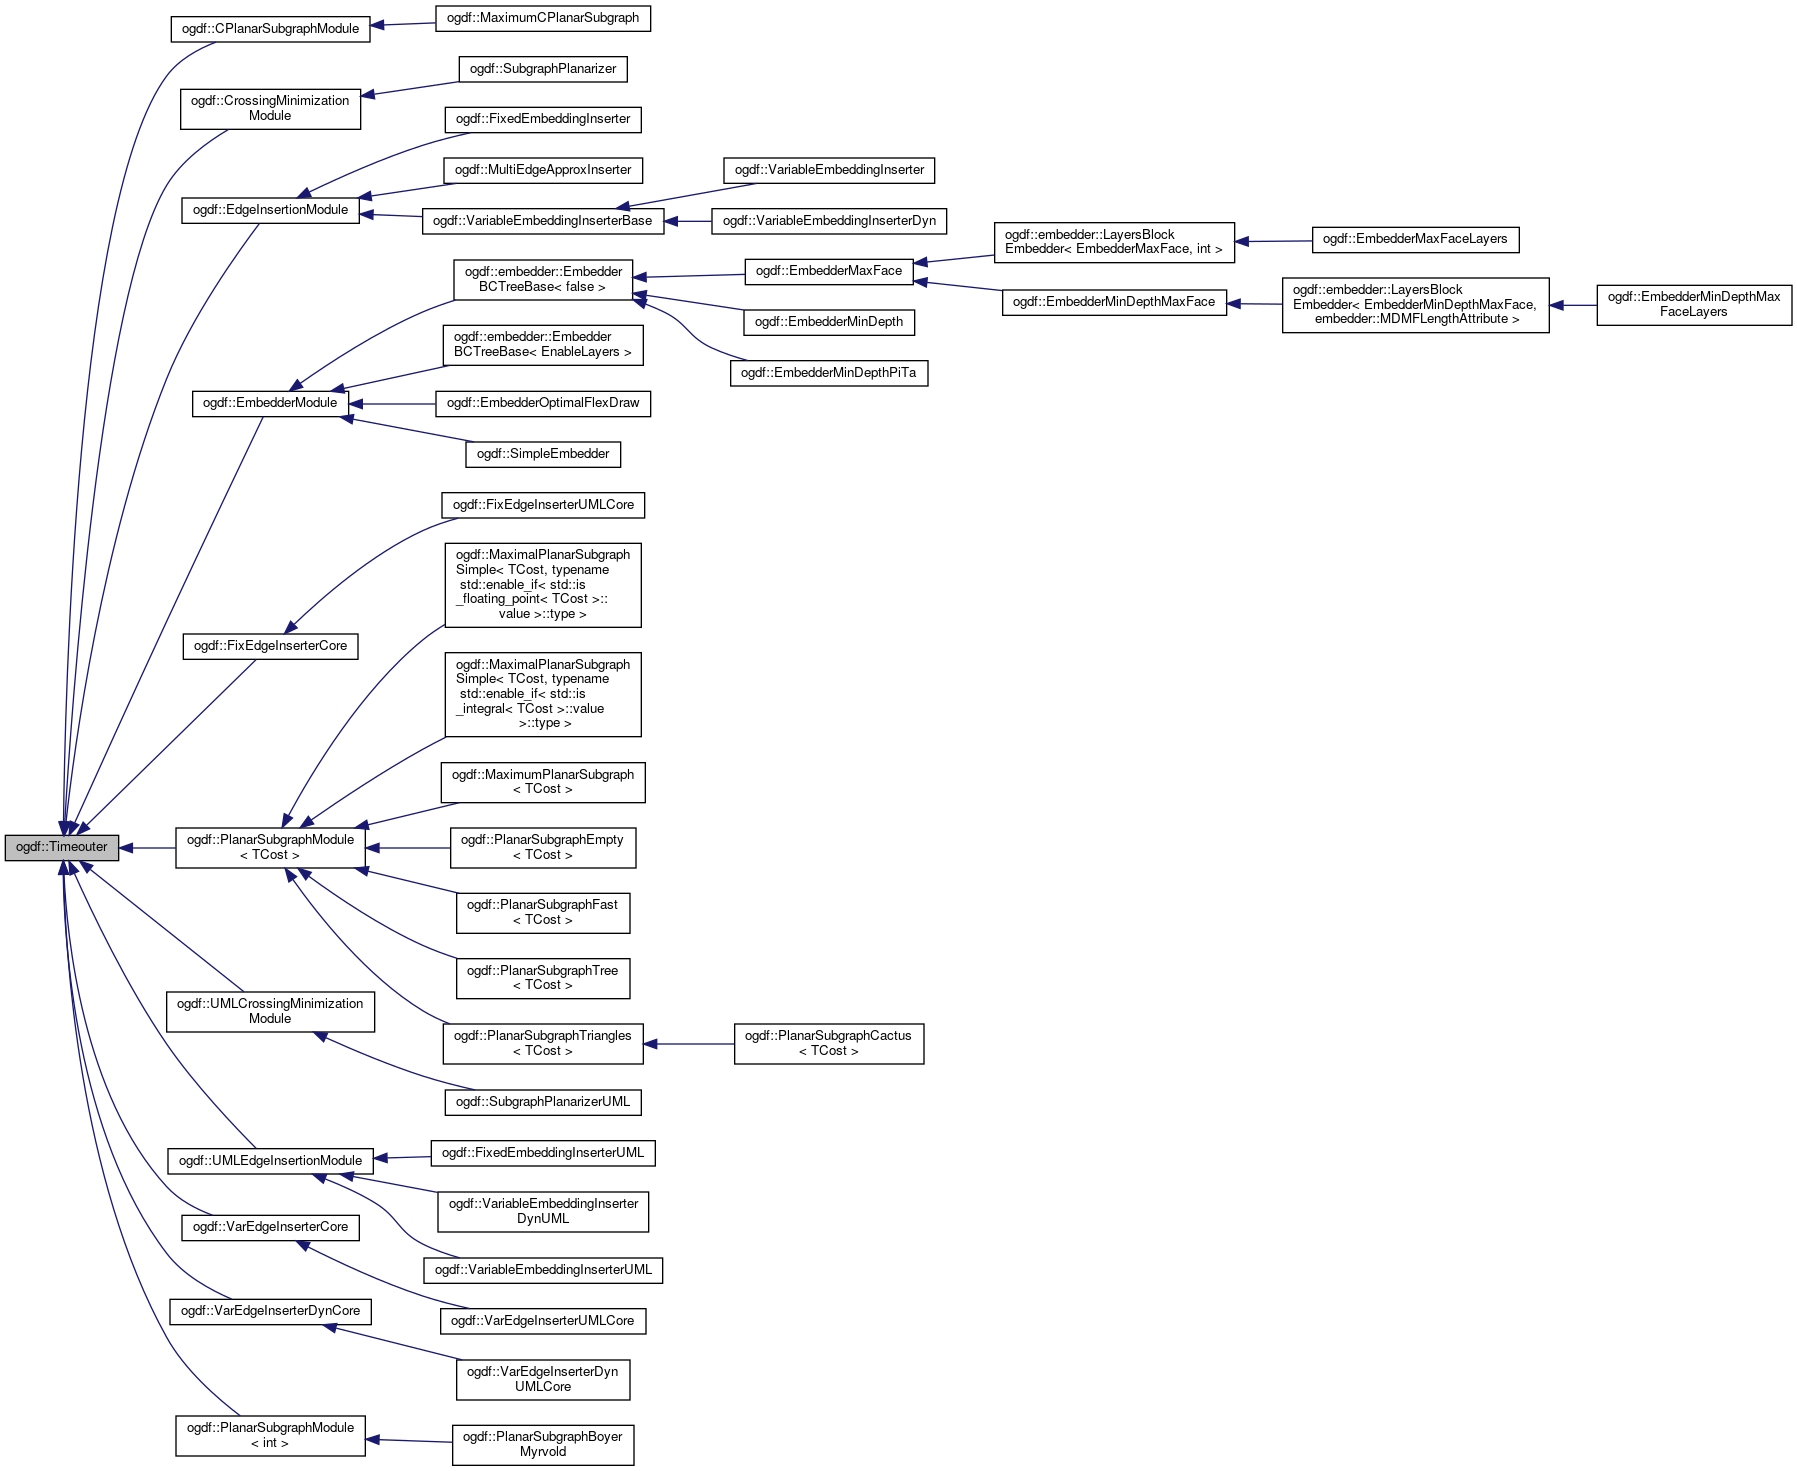 ogdf::Timeouter
ogdf::CPlanarSubgraphModule
ogdf::MaximumCPlanarSubgraph
ogdf::CrossingMinimization
Module
ogdf::SubgraphPlanarizer
ogdf::EdgeInsertionModule
ogdf::FixedEmbeddingInserter
ogdf::MultiEdgeApproxInserter
ogdf::VariableEmbeddingInserterBase
ogdf::VariableEmbeddingInserter
ogdf::VariableEmbeddingInserterDyn
ogdf::EmbedderModule
ogdf::embedder::Embedder
BCTreeBase< false >
ogdf::EmbedderMaxFace
ogdf::embedder::LayersBlock
Embedder< EmbedderMaxFace, int >
ogdf::EmbedderMaxFaceLayers
ogdf::EmbedderMinDepthMaxFace
ogdf::embedder::LayersBlock
Embedder< EmbedderMinDepthMaxFace,
embedder::MDMFLengthAttribute >
ogdf::EmbedderMinDepthMax
FaceLayers
ogdf::EmbedderMinDepth
ogdf::EmbedderMinDepthPiTa
ogdf::embedder::Embedder
BCTreeBase< EnableLayers >
ogdf::EmbedderOptimalFlexDraw
ogdf::SimpleEmbedder
ogdf::FixEdgeInserterCore
ogdf::FixEdgeInserterUMLCore
ogdf::PlanarSubgraphModule
< TCost >
ogdf::MaximalPlanarSubgraph
Simple< TCost, typename
std::enable_if< std::is
_floating_point< TCost >::
value >::type >
ogdf::MaximalPlanarSubgraph
Simple< TCost, typename
std::enable_if< std::is
_integral< TCost >::value
>::type >
ogdf::MaximumPlanarSubgraph
< TCost >
ogdf::PlanarSubgraphEmpty
< TCost >
ogdf::PlanarSubgraphFast
< TCost >
ogdf::PlanarSubgraphTree
< TCost >
ogdf::PlanarSubgraphTriangles
< TCost >
ogdf::PlanarSubgraphCactus
< TCost >
ogdf::UMLCrossingMinimization
Module
ogdf::SubgraphPlanarizerUML
ogdf::UMLEdgeInsertionModule
ogdf::FixedEmbeddingInserterUML
ogdf::VariableEmbeddingInserter
DynUML
ogdf::VariableEmbeddingInserterUML
ogdf::VarEdgeInserterCore
ogdf::VarEdgeInserterUMLCore
ogdf::VarEdgeInserterDynCore
ogdf::VarEdgeInserterDyn
UMLCore
ogdf::PlanarSubgraphModule
< int >
ogdf::PlanarSubgraphBoyer
Myrvold